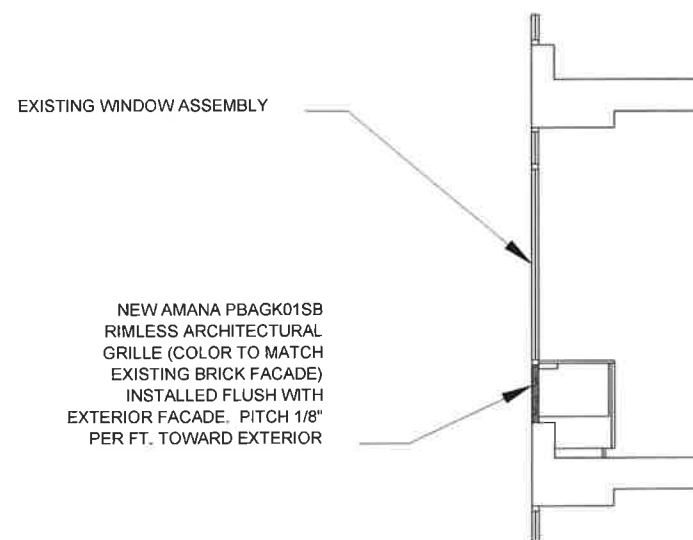 EXISTING WINDOW ASSEMBLY
NEW AMANA PBAGK01SB
RIMLESS ARCHITECTURAL
GRILLE (COLOR TO MATCH
EXISTING BRICK FACADE)
INSTALLED FLUSH WITH
EXTERIOR FACADE. PITCH 1/8"
PER FT. TOWARD EXTERIOR